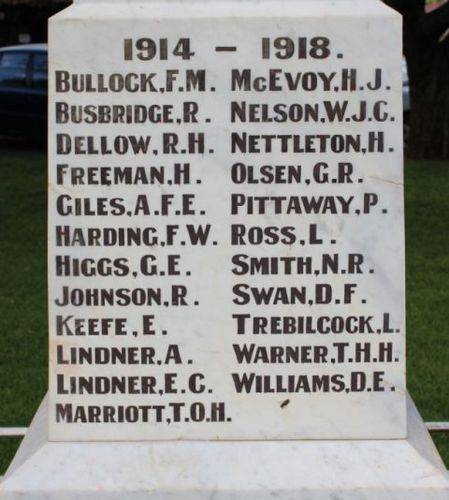 1914 – 1918.
BULLOCK, F.M.
BUSBRIDGE, R.
DELLOW, R.H.
FREEMAN, H.
GILES, A.F.E.
HARDING, F.W.
HIGGS, G.E.
JOHNSON, R.
KEEFE, E.
LINDNER, A.
LINDNER, E.C.
MARRIOTT, T.O.H.
McEVOY, H.J.
NELSON, W.J.C.
NETTLETON, H.
OLSEN, G.R.
PITTAWAY, P.
ROSS, L.
SMITH, N.R.
SWAN, D.F.
TREBILCOCK, L.
WARNER, T.H.H.
WILLIAMS, D.E.